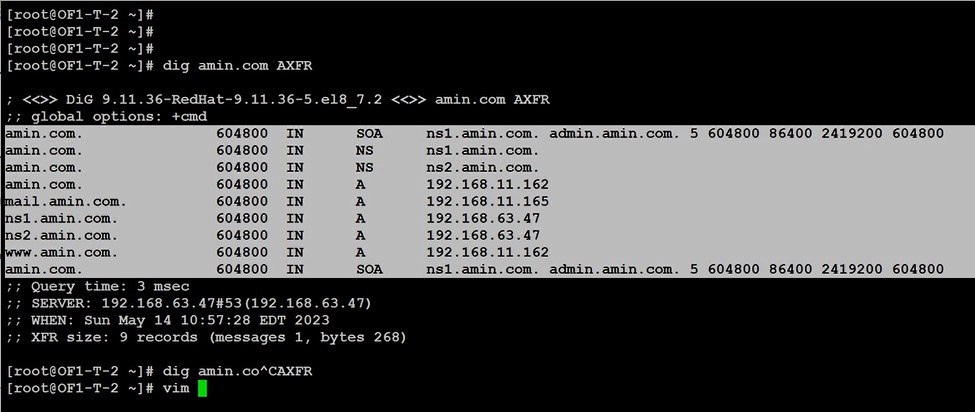 [root@OF1-T-2 ~]#
[root@OF1-T-2 ~]#
[root@OF1-T-2 ~]#
[root@OF1-T-2 ~]# dig amin.com AXFR

; <<>> DiG 9.11.36-RedHat-9.11.36-5.el8_7.2 <<>> amin.com AXFR
;; global options: +cmd
amin.com. 604800 IN SOA ns1.amin.com. admin.amin.com. 5 604800 86400 2419200 604800
amin.com. 604800 IN NS ns1.amin.com.
amin.com. 604800 IN NS ns2.amin.com.
amin.com. 604800 IN A 192.168.11.162
mail.amin.com. 604800 IN A 192.168.11.165
ns1.amin.com. 604800 IN A 192.168.63.47
ns2.amin.com. 604800 IN A 192.168.63.47
www.amin.com. 604800 IN A 192.168.11.162
amin.com. 604800 IN SOA ns1.amin.com. admin.amin.com. 5 604800 86400 2419200 604800
;; Query time: 3 msec
;; SERVER: 192.168.63.47#53(192.168.63.47)
;; WHEN: Sun May 14 10:57:28 EDT 2023
;; XFR size: 9 records (messages 1, bytes 268)

[root@OF1-T-2 ~]# dig amin.co^CAXFR
[root@OF1-T-2 ~]# vim